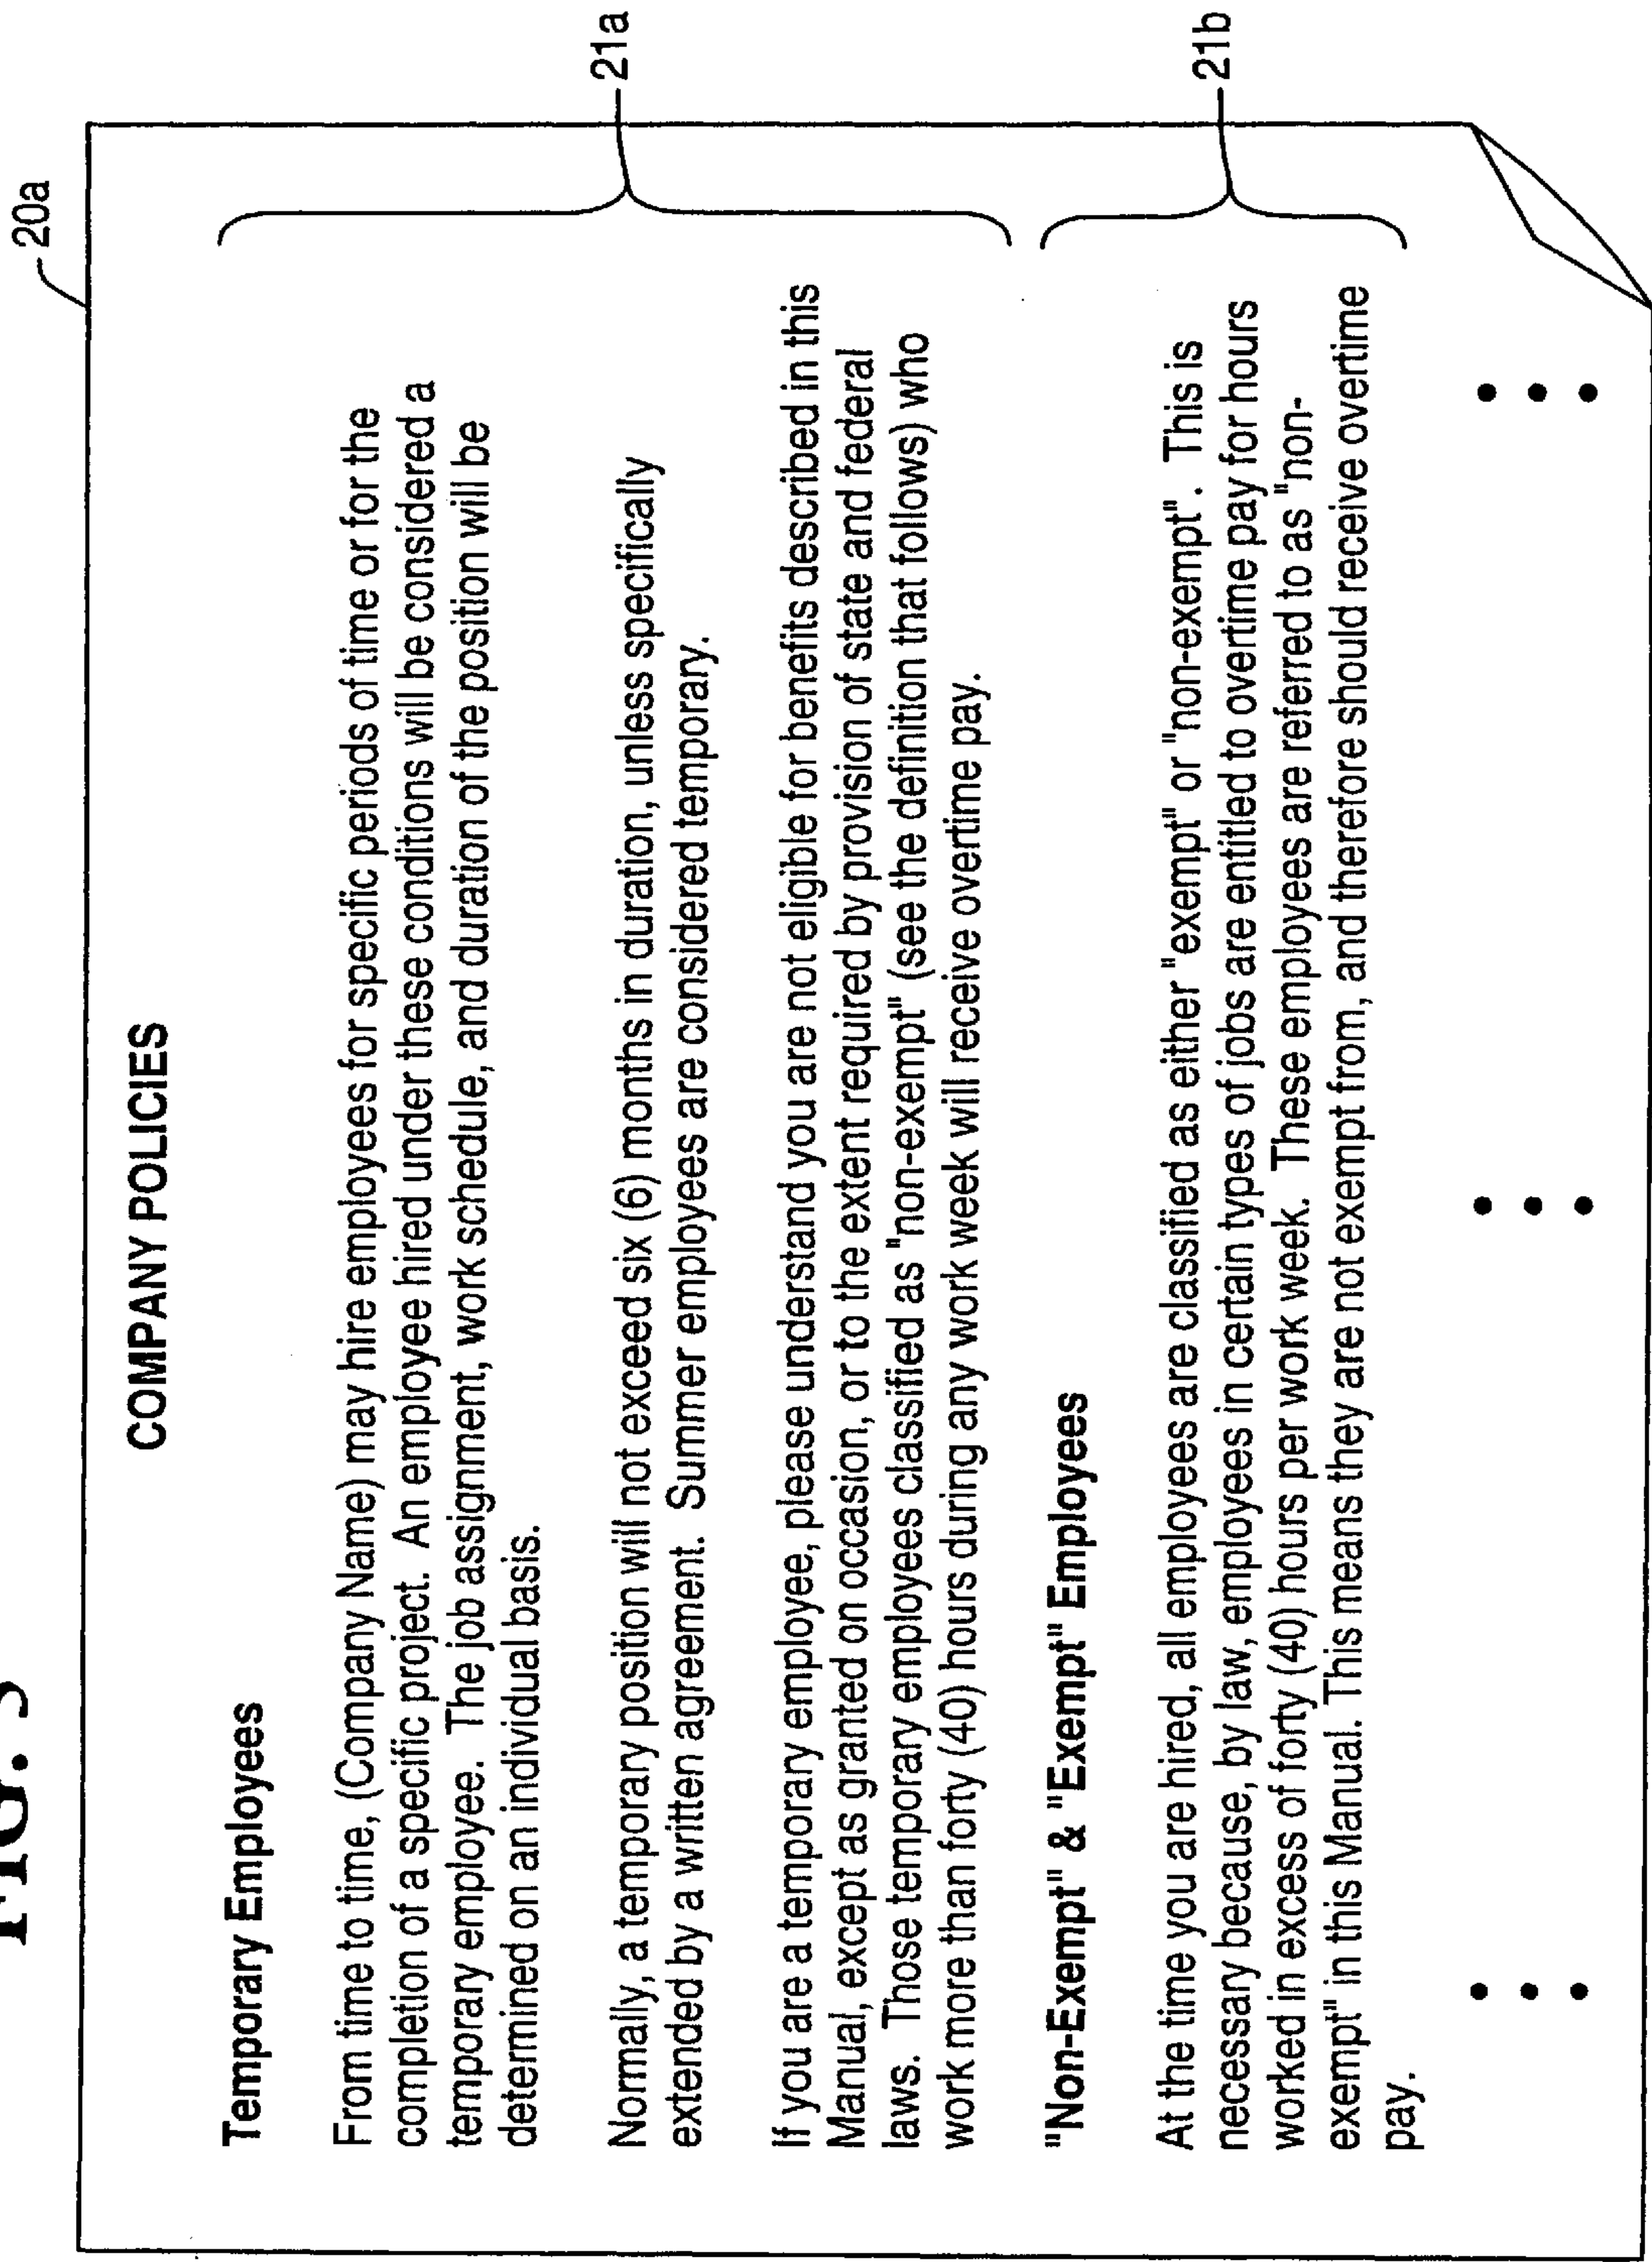 FIG. 3
20a
COMPANY POLICIES
Temporary Employees
From time to time, (Company Name) may hire employees for specific periods of time or for the
completion of a specific project. An employee hired under these conditions will be considered a
temporary employee. The job assignment, work schedule, and duration of the position will be
determined on an individual basis.
Normally, a temporary position will not exceed six (6) months in duration, unless specifically
extended by a written agreement. Summer employees are considered temporary.
21a
If you are a temporary employee, please understand you are not eligible for benefits described in this
Manual, except as granted on occasion, or to the extent required by provision of state and federal
laws. Those temporary employees classified as "non-exempt" (see the definition that follows) who
work more than forty (40) hours during any work week will receive overtime pay.
"Non-Exempt" & "Exempt" Employees
At the time you are hired, all employees are classified as either "exempt" or "non-exempt". This is
necessary because, by law, employees in certain types of jobs are entitled to overtime pay for hours
worked in excess of forty (40) hours per work week. These employees are referred to as "non-
exempt" in this Manual. This means they are not exempt from, and therefore should receive overtime
pay.
21b